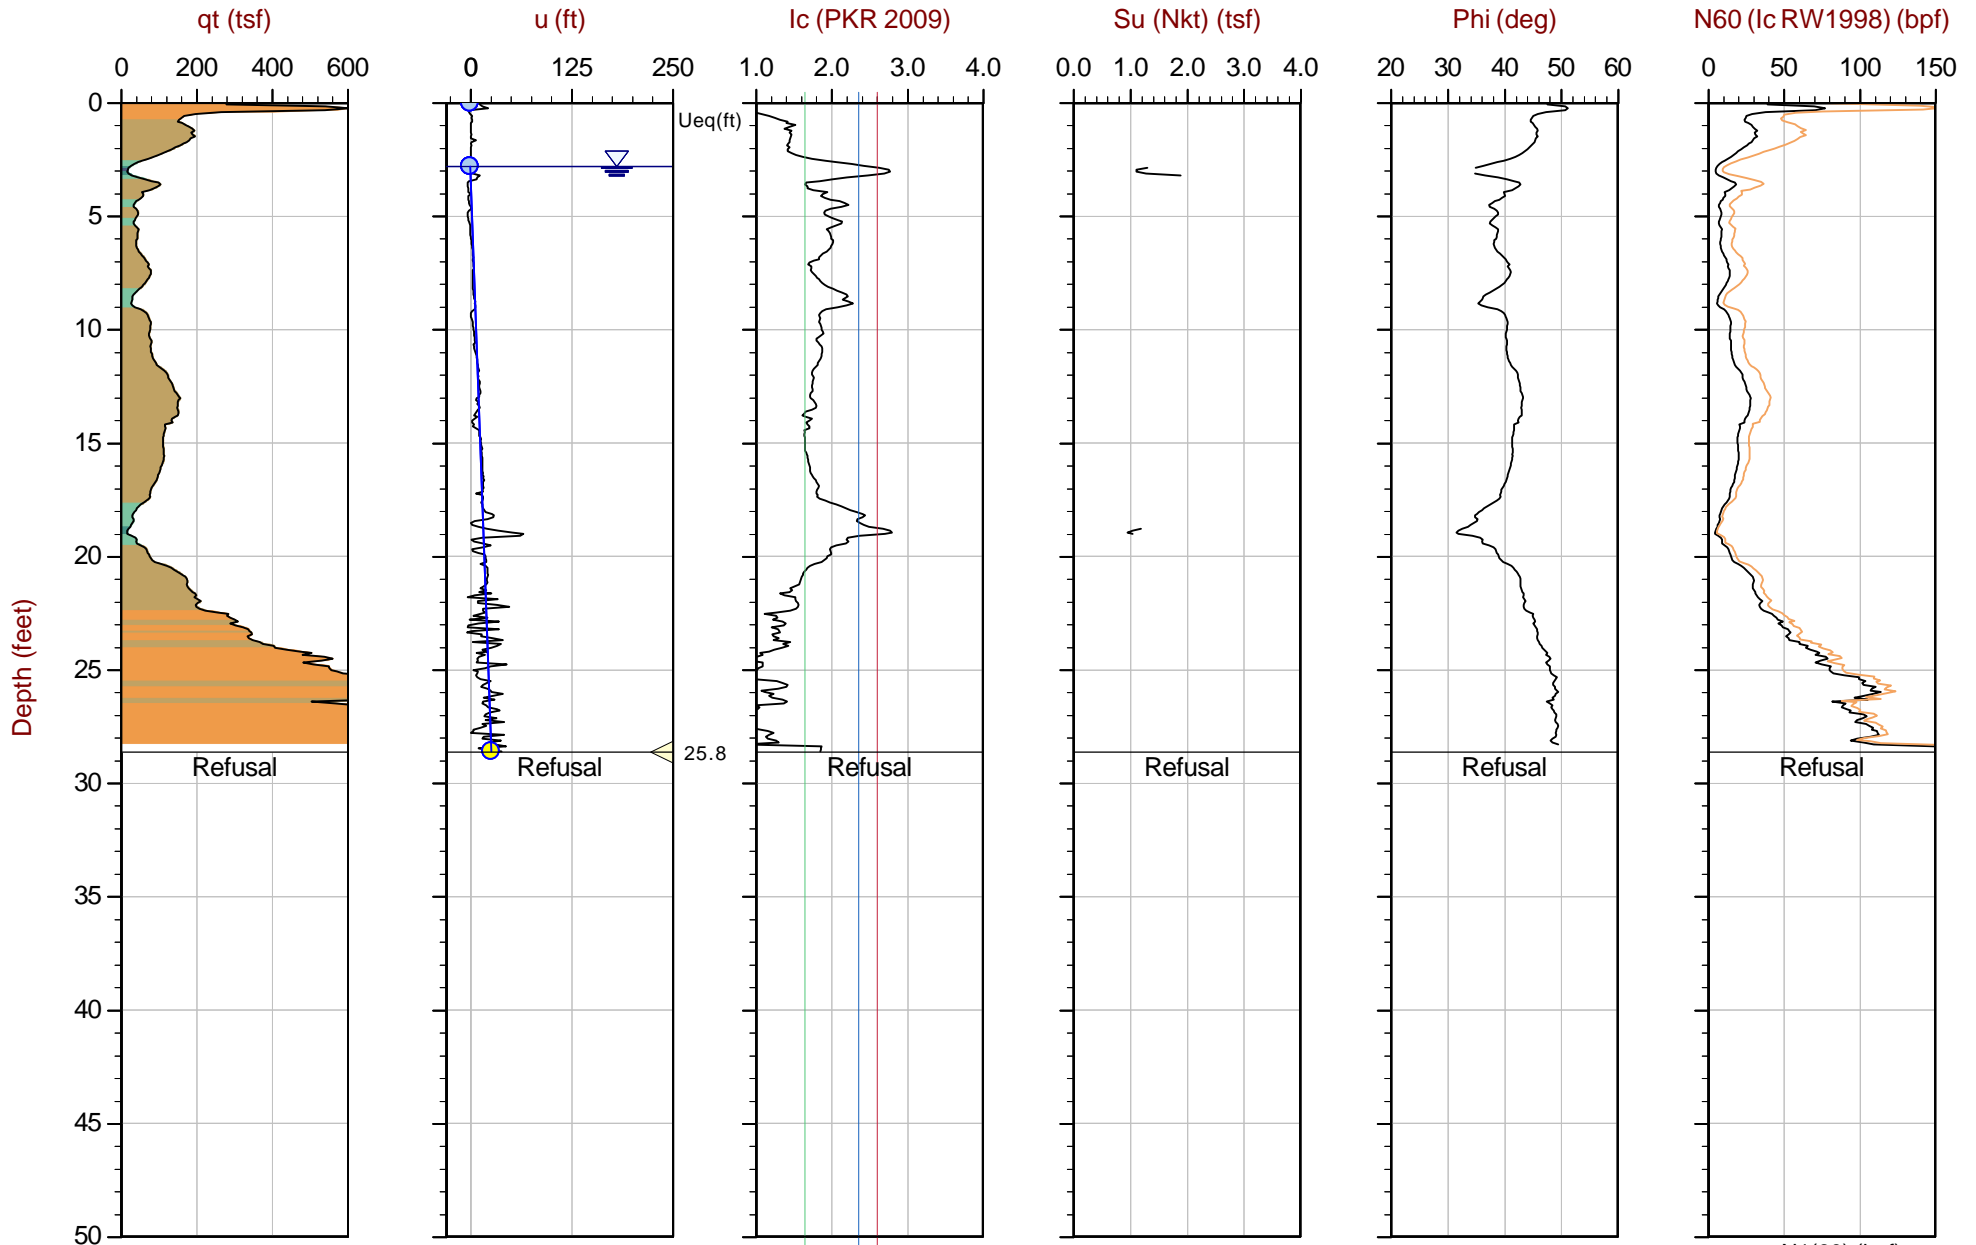 qt (tsf)
u (ft)
Ic (PKR 2009)
Su (Nkt) (tsf)
Phi (deg)
N60 (Ic RW1998) (bpf)
0 200 400 600
0 125 250
1.0 2.0 3.0 4.0
0.0 1.0 2.0 3.0 4.0
20 30 40 50 60
0 50 100 150
Ueq(ft)
0
5
10
15
20
25
30
35
40
45
50
Depth (feet)
25.8
Refusal
Refusal
Refusal
Refusal
Refusal
Refusal